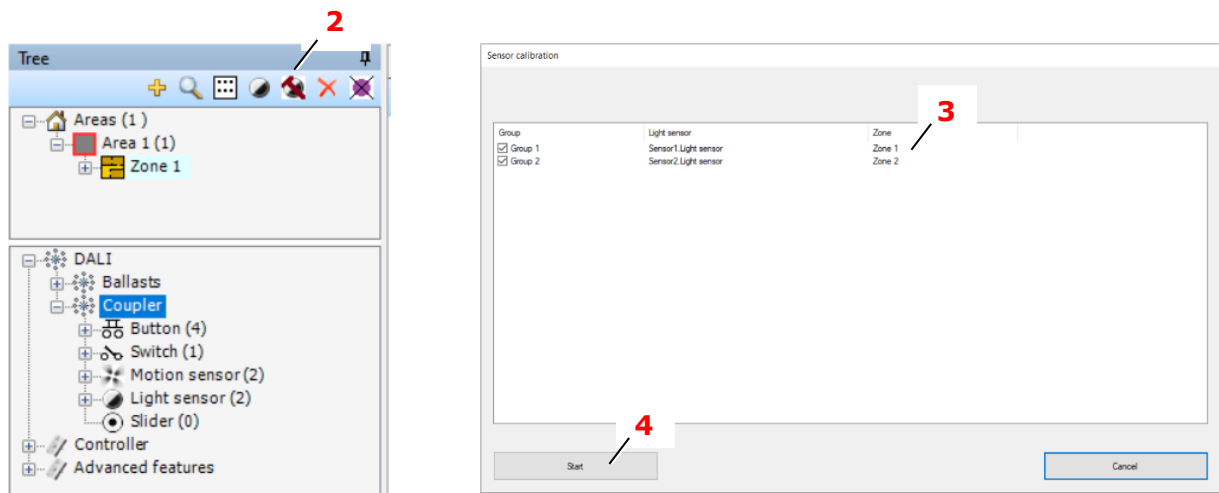 2
Tree
Areas (1 )
Area 1 (1)
Zone 1
DALI
Ballasts
Coupler
Button (4)
Switch (1)
Motion sensor (2)
Light sensor (2)
Slider (0)
Controller
Advanced features
Sensor calibration
3
Group Light sensor Zone
Group 1 Sensor1.Light sensor Zone 1
Group 2 Sensor2.Light sensor Zone 2
4
Start Cancel